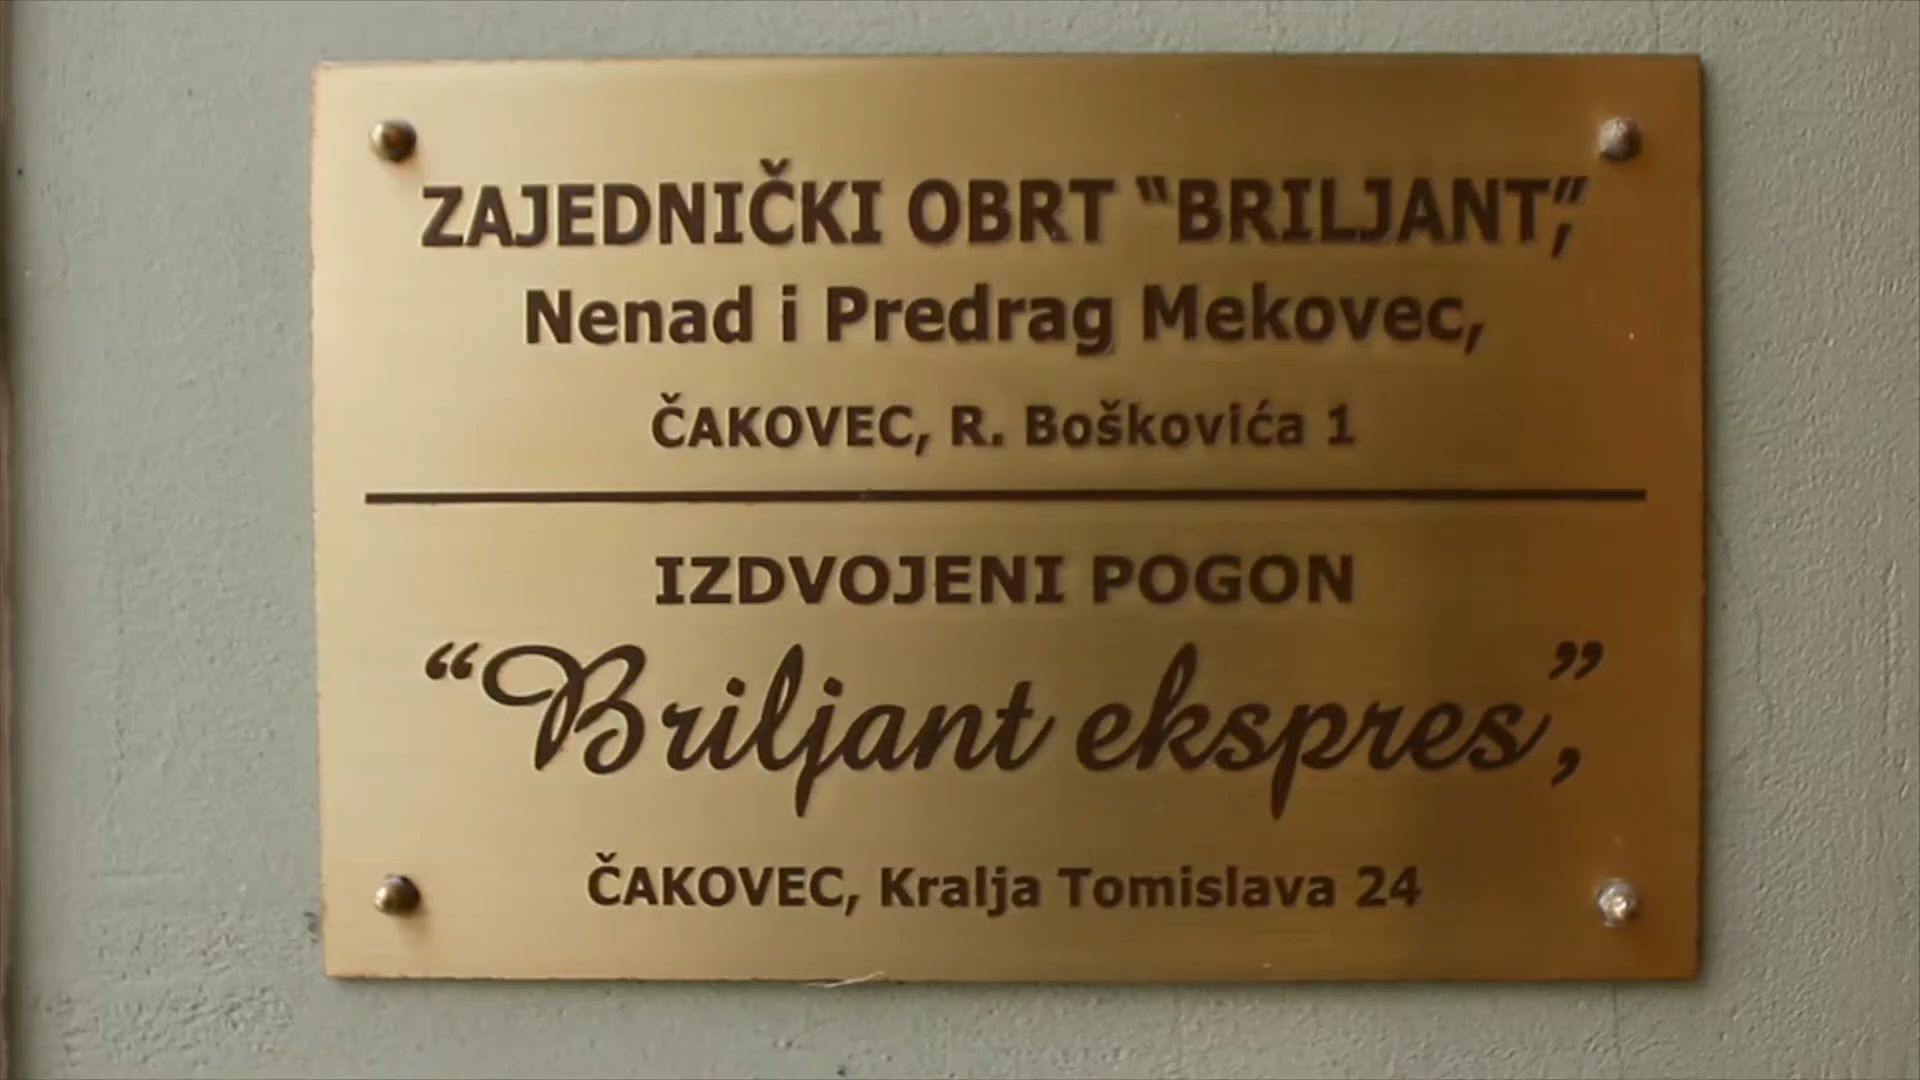 ZAJEDNIČKI OBRT “BRILJANT”,
Nenad i Predrag Mekovec,
ČAKOVEC, R. Boškovića 1
IZDVOJENI POGON
“Briljant ekspres”,
ČAKOVEC, Kralja Tomislava 24